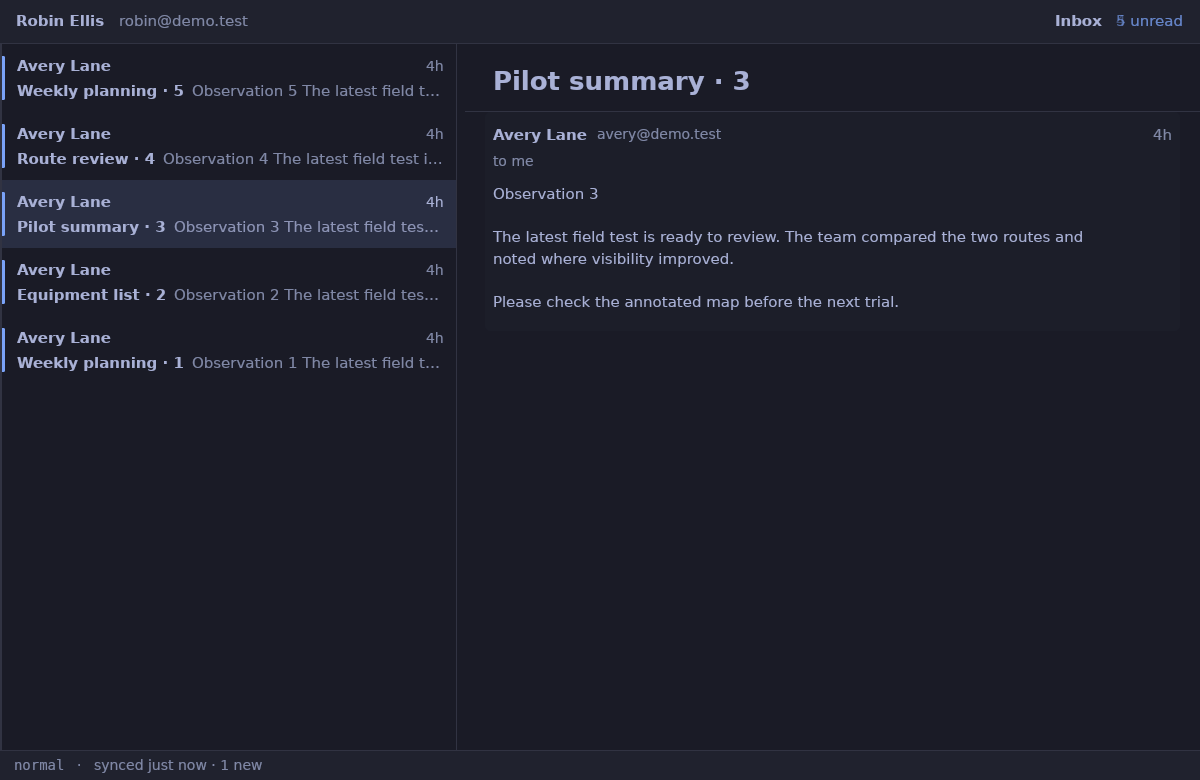 Robin Ellis robin@demo.test
Inbox 5 unread
Avery Lane 4h
Weekly planning · 5 Observation 5 The latest field t…
Avery Lane 4h
Route review · 4 Observation 4 The latest field test i…
Avery Lane 4h
Pilot summary · 3 Observation 3 The latest field tes…
Avery Lane 4h
Equipment list · 2 Observation 2 The latest field tes…
Avery Lane 4h
Weekly planning · 1 Observation 1 The latest field t…
Pilot summary · 3
Avery Lane avery@demo.test 4h
to me
Observation 3
The latest field test is ready to review. The team compared the two routes and
noted where visibility improved.
Please check the annotated map before the next trial.
normal · synced just now · 1 new